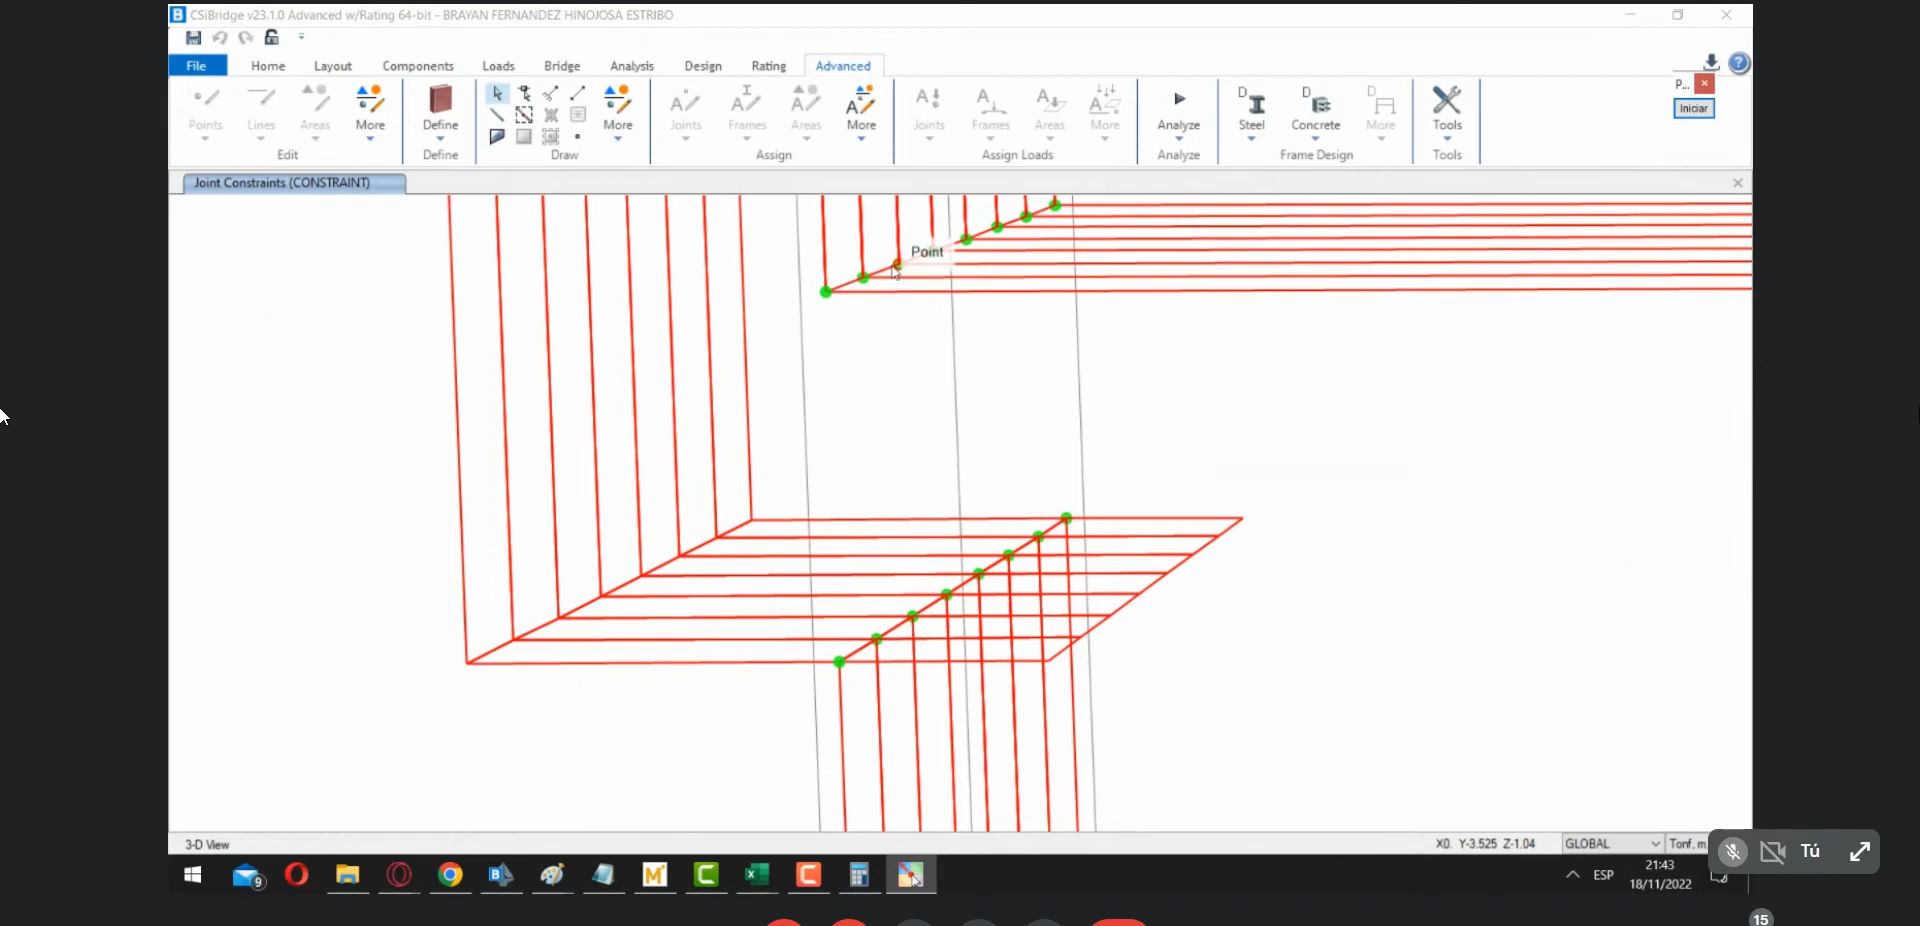 CSiBridge v23.1.0 Advanced w/Rating 64-bit - BRAYAN FERNANDEZ HINOJOSA ESTRIBO
File Home Layout Components Loads Bridge Analysis Design Rating Advanced
P...
Iniciar
Points Lines Areas More Define More Joints Frames Areas More Joints Frames Areas More Analyze Steel Concrete More Tools
Edit Define Draw Assign Assign Loads Analyze Frame Design Tools
Joint Constraints (CONSTRAINT)
Point
3-D View
X0. Y-3.525 Z-1.04
GLOBAL
Tonf, m,
Tú
9
ESP
21:43
18/11/2022
15